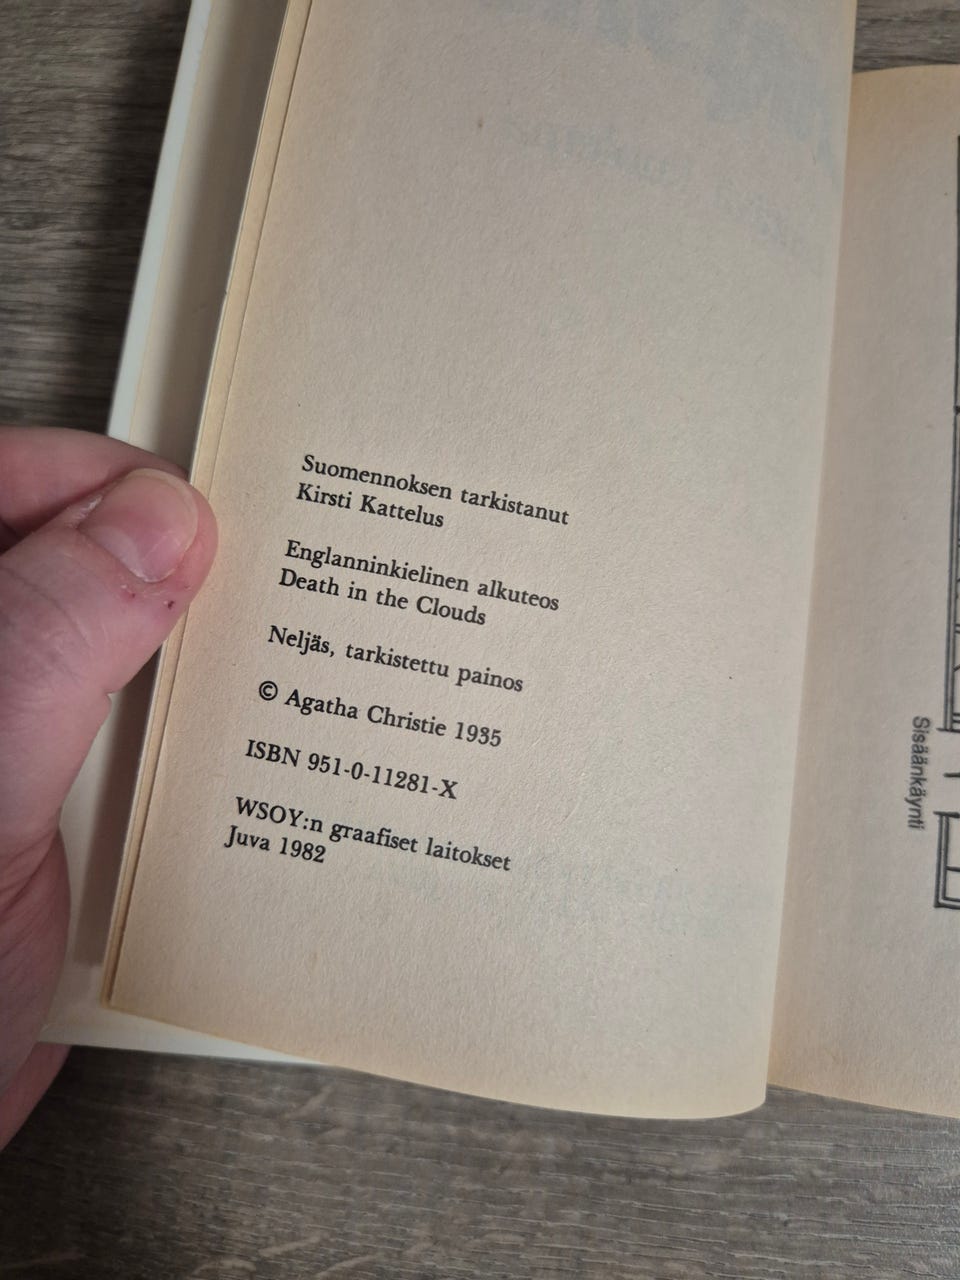 Suomennoksen tarkistanut
Kirsti Kattelus
Englanninkielinen alkuteos
Death in the Clouds
Neljäs, tarkistettu painos
© Agatha Christie 1935
ISBN 951-0-11281-X
WSOY:n graafiset laitokset
Juva 1982
Sisäänkäynti